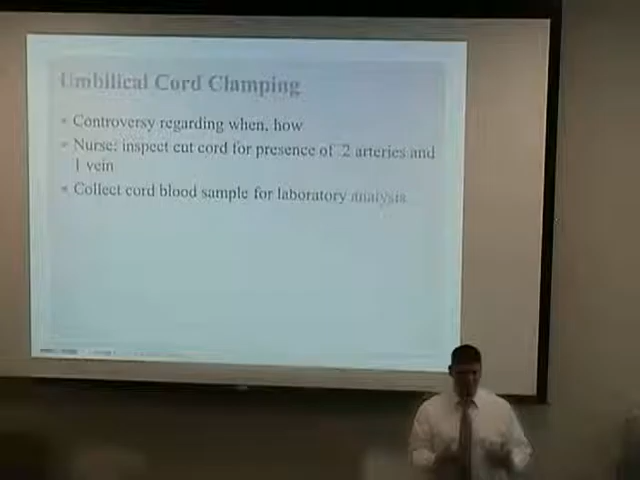 Umbilical Cord Clamping
Controversy regarding when, how
Nurse: inspect cut cord for presence of 2 arteries and
1 vein
Collect cord blood sample for laboratory analysis